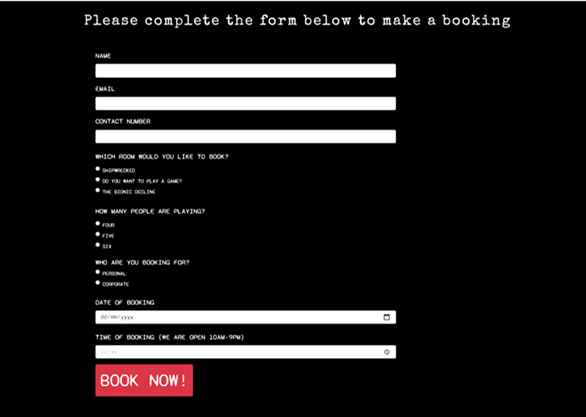 Please complete the form below to make a booking
NAME
EMAIL
CONTACT NUMBER
WHICH ROOM WOULD YOU LIKE TO BOOK?
SHIPWRECKED
DO YOU WANT TO PLAY A GAME?
THE BIONIC DECLINE
HOW MANY PEOPLE ARE PLAYING?
FOUR
FIVE
SIX
WHO ARE YOU BOOKING FOR?
PERSONAL
CORPORATE
DATE OF BOOKING
dd/mm/yyyy
TIME OF BOOKING (WE ARE OPEN 10AM-9PM)
--:--
BOOK NOW!